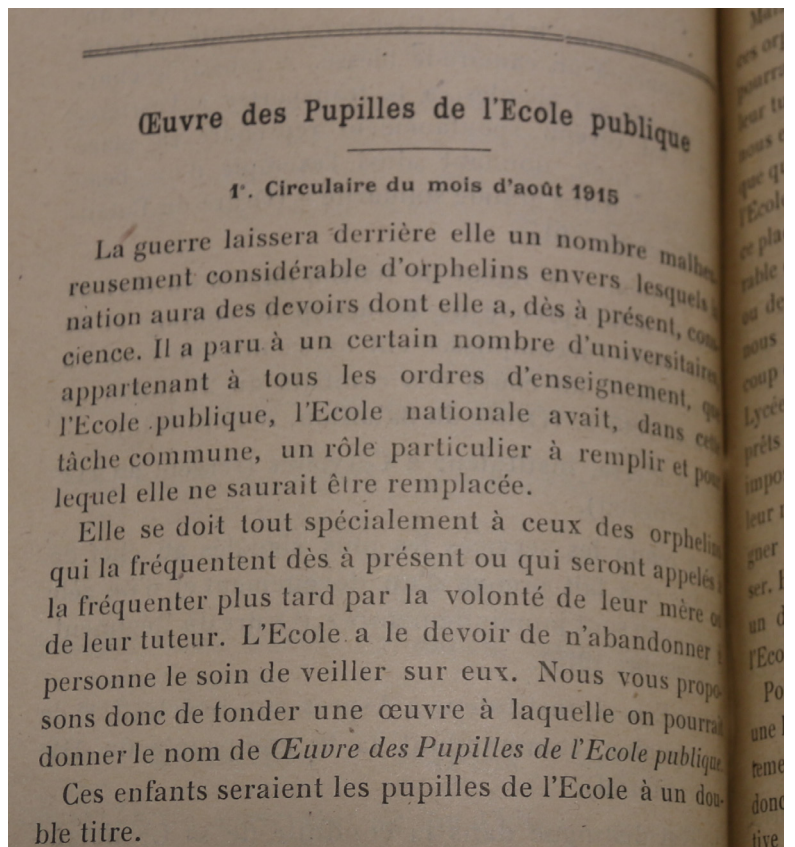 Œuvre des Pupilles de l'Ecole publique
1º. Circulaire du mois d'août 1915
La guerre laissera derrière elle un nombre malheu-
reusement considérable d'orphelins envers lesquels la
nation aura des devoirs dont elle a, dès à présent, cons-
cience. Il a paru à un certain nombre d'universitaires,
appartenant à tous les ordres d'enseignement, que
l'Ecole publique, l'Ecole nationale avait, dans cette
tâche commune, un rôle particulier à remplir et pour
lequel elle ne saurait être remplacée.
Elle se doit tout spécialement à ceux des orphelins
qui la fréquentent dès à présent ou qui seront appelés à
la fréquenter plus tard par la volonté de leur mère ou
de leur tuteur. L'Ecole a le devoir de n'abandonner à
personne le soin de veiller sur eux. Nous vous propo-
sons donc de fonder une œuvre à laquelle on pourrait
donner le nom de Œuvre des Pupilles de l'Ecole publique.
Ces enfants seraient les pupilles de l'Ecole à un dou-
ble titre.